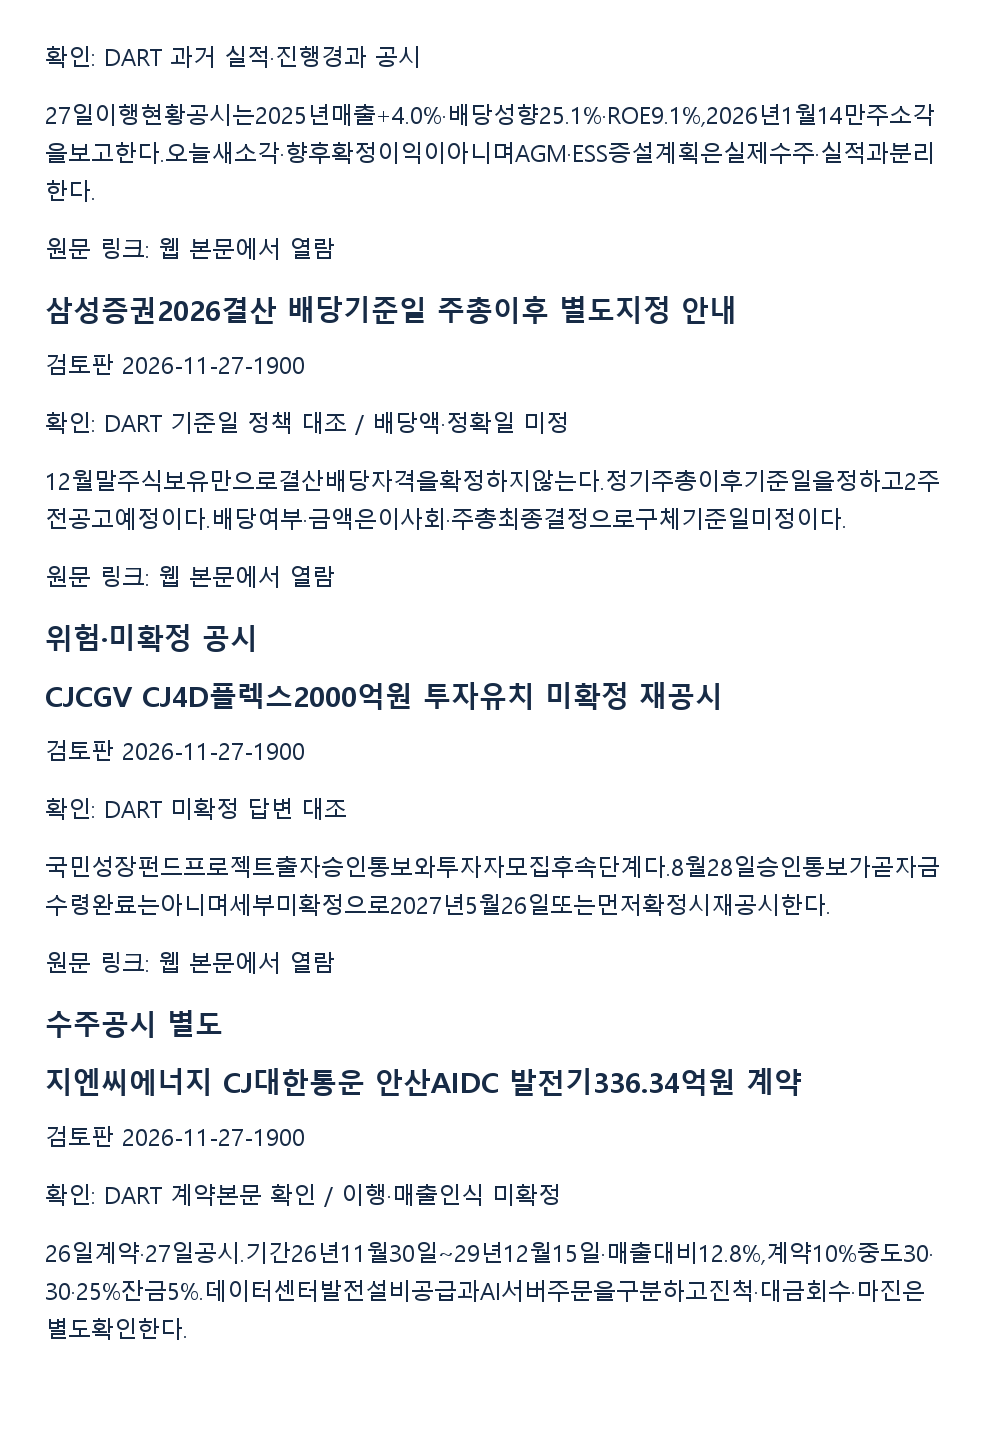 확인: DART 과거 실적·진행경과 공시
27일이행현황공시는2025년매출+4.0%·배당성향25.1%·ROE9.1%,2026년1월14만주소각
을보고한다.오늘새소각·향후확정이익이아니며AGM·ESS증설계획은실제수주·실적과분리
한다.
원문 링크: 웹 본문에서 열람
삼성증권2026결산 배당기준일 주총이후 별도지정 안내
검토판 2026-11-27-1900
확인: DART 기준일 정책 대조 / 배당액·정확일 미정
12월말주식보유만으로결산배당자격을확정하지않는다.정기주총이후기준일을정하고2주
전공고예정이다.배당여부·금액은이사회·주총최종결정으로구체기준일미정이다.
원문 링크: 웹 본문에서 열람
위험·미확정 공시
CJCGV CJ4D플렉스2000억원 투자유치 미확정 재공시
검토판 2026-11-27-1900
확인: DART 미확정 답변 대조
국민성장펀드프로젝트출자승인통보와투자자모집후속단계다.8월28일승인통보가곧자금
수령완료는아니며세부미확정으로2027년5월26일또는먼저확정시재공시한다.
원문 링크: 웹 본문에서 열람
수주공시 별도
지엔씨에너지 CJ대한통운 안산AIDC 발전기336.34억원 계약
검토판 2026-11-27-1900
확인: DART 계약본문 확인 / 이행·매출인식 미확정
26일계약·27일공시.기간26년11월30일~29년12월15일·매출대비12.8%,계약10%중도30·
30·25%잔금5%.데이터센터발전설비공급과AI서버주문을구분하고진척·대금회수·마진은
별도확인한다.